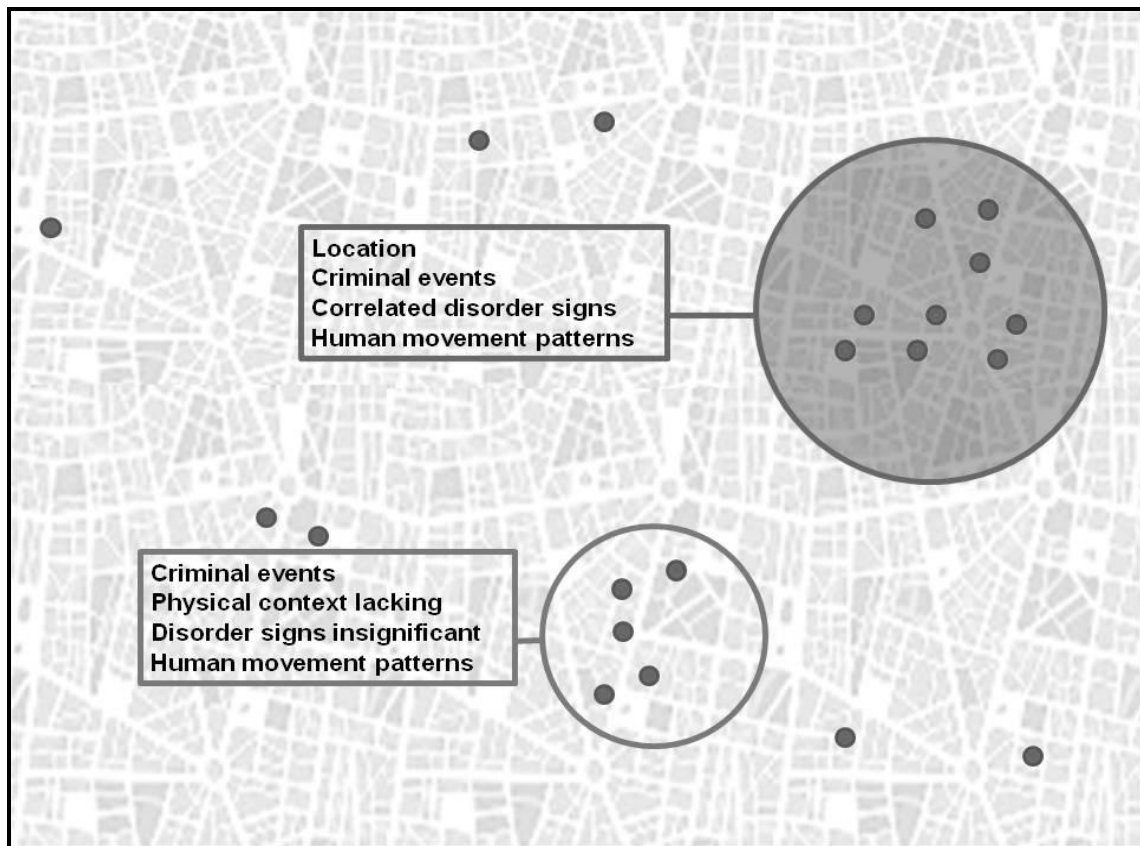 Location
Criminal events
Correlated disorder signs
Human movement patterns
Criminal events
Physical context lacking
Disorder signs insignificant
Human movement patterns